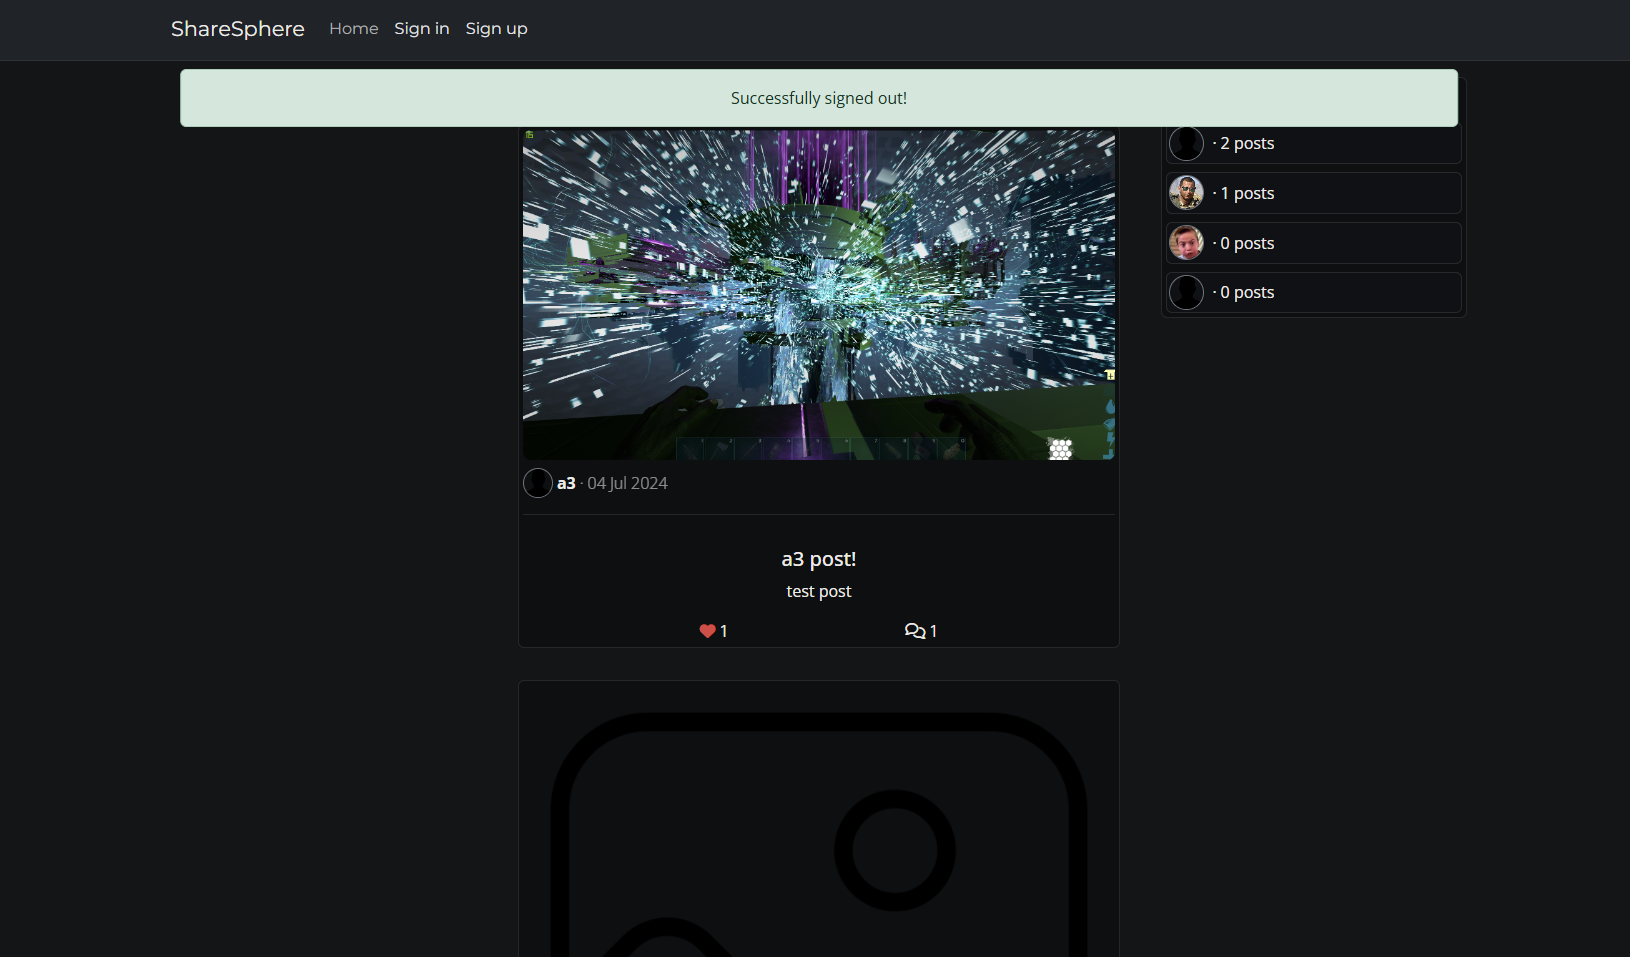 ShareSphere Home Sign in Sign up
Successfully signed out!
· 2 posts
· 1 posts
· 0 posts
· 0 posts
a3 · 04 Jul 2024
a3 post!
test post
1 1